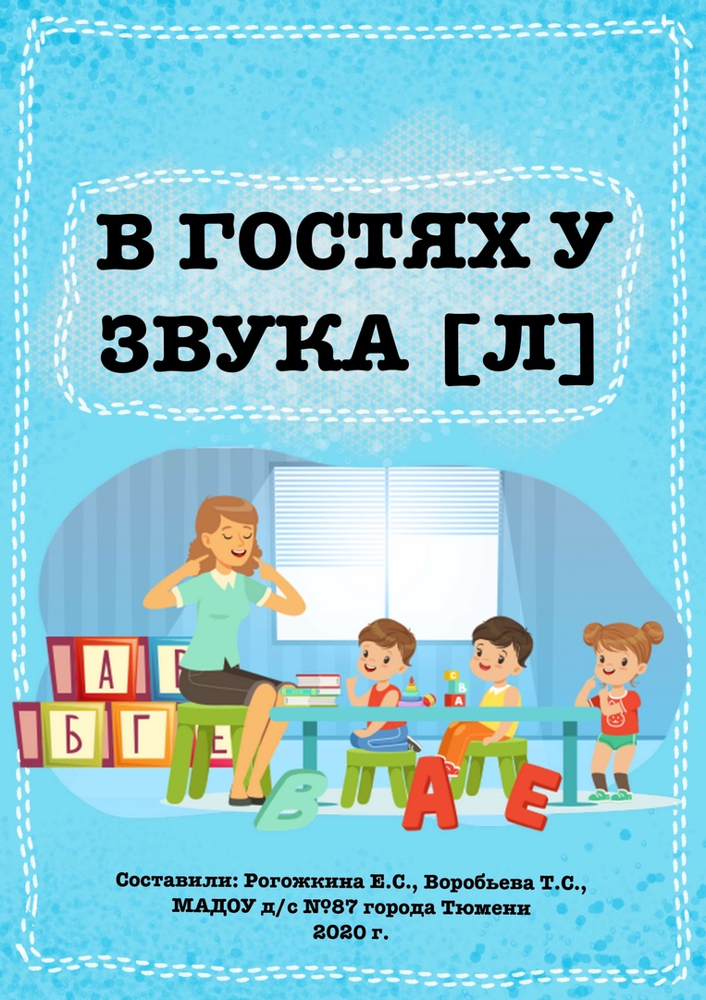 В ГОСТЯХ У
ЗВУКА [Л]
А
Б Г Е
В
А
В А Е
Составили: Рогожкина Е.С., Воробьева Т.С.,
МАДОУ д/с №87 города Тюмени
2020 г.